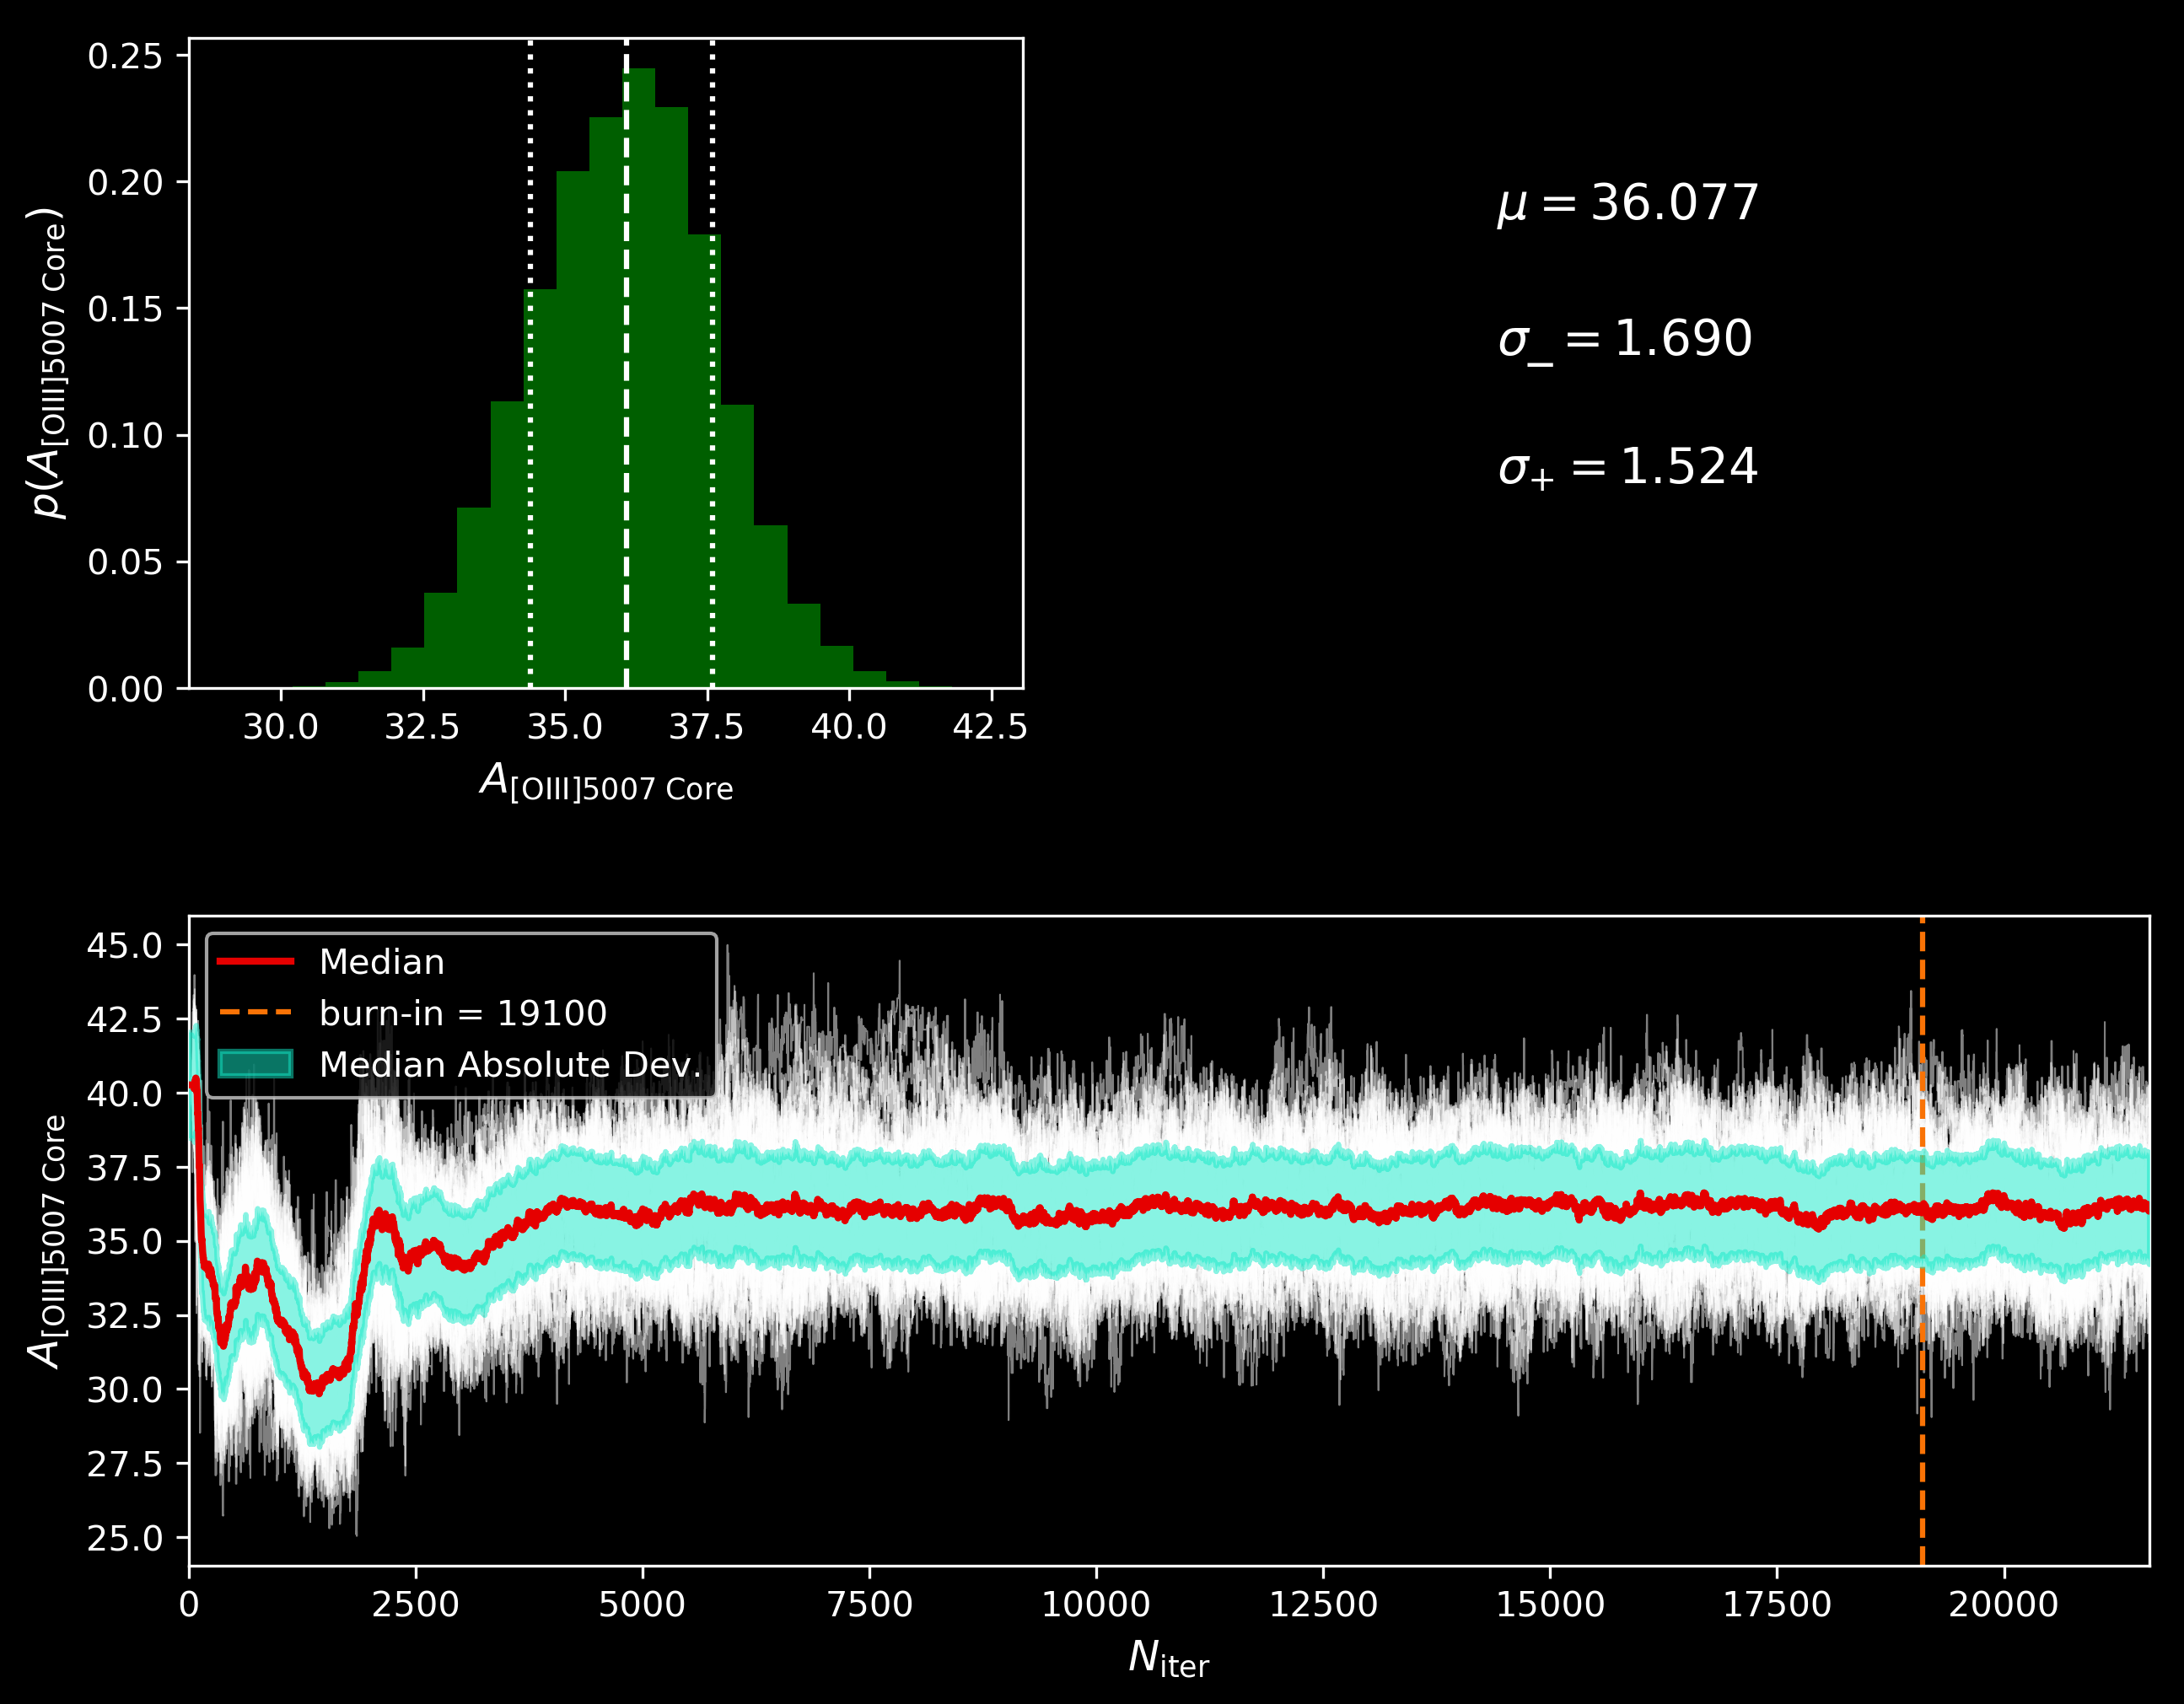 0.25
0.20
0.15
0.10
0.05
0.00
p(A[OIII]5007 Core)
30.0 32.5 35.0 37.5 40.0 42.5
A[OIII]5007 Core
μ = 36.077
σ− = 1.690
σ+ = 1.524
45.0
42.5
40.0
37.5
35.0
32.5
30.0
27.5
25.0
A[OIII]5007 Core
Median
burn-in = 19100
Median Absolute Dev.
0 2500 5000 7500 10000 12500 15000 17500 20000
Niter